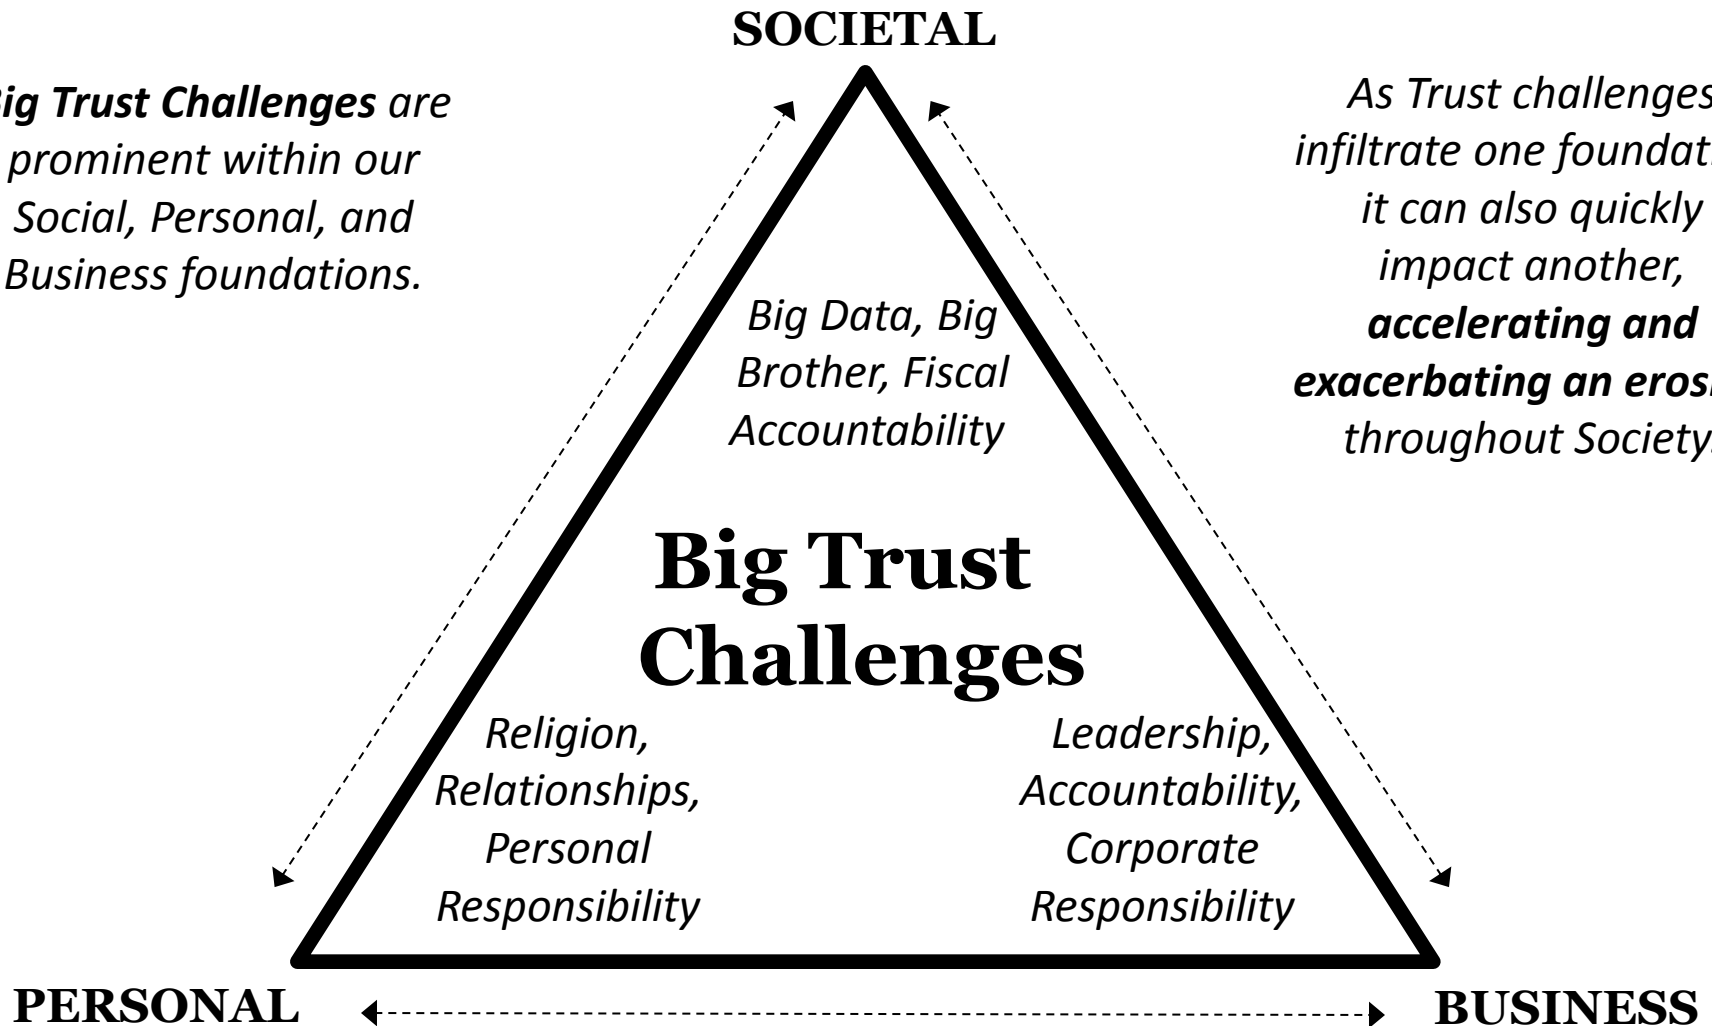 SOCIETAL
Big Trust Challenges are
prominent within our
Social, Personal, and
Business foundations.
As Trust challenges
infiltrate one foundati
it can also quickly
impact another,
accelerating and
exacerbating an eros
throughout Society.
Big Data, Big
Brother, Fiscal
Accountability
Big Trust
Challenges
Religion,
Relationships,
Personal
Responsibility
Leadership,
Accountability,
Corporate
Responsibility
PERSONAL
BUSINESS